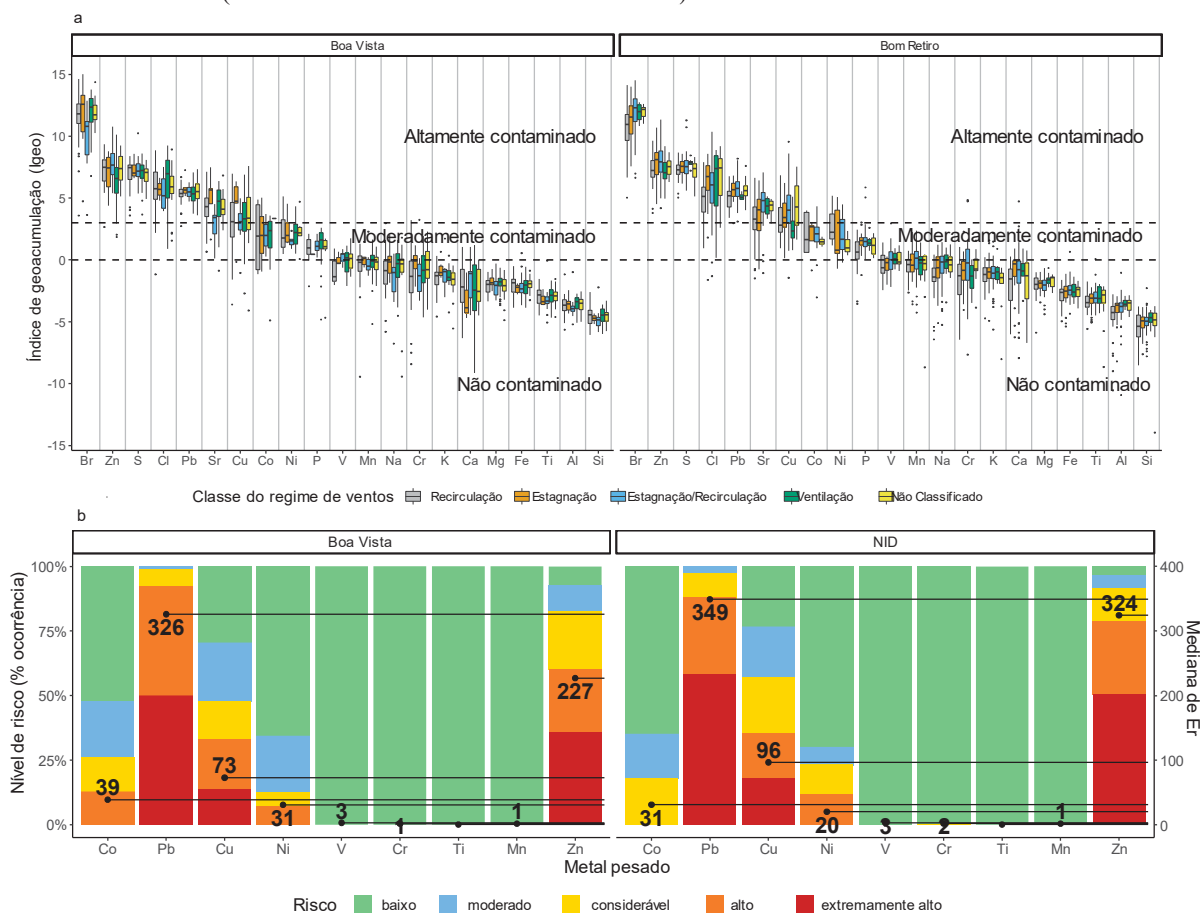 a
Boa Vista Bom Retiro
Índice de geoacumulação (Igeo)
15
10
5
0
-5
-10
-15
Altamente contaminado Altamente contaminado
Moderadamente contaminado Moderadamente contaminado
Não contaminado Não contaminado
Br Zn S Cl Pb Sr Cu Co Ni P V Mn Na Cr K Ca Mg Fe Ti Al Si Br Zn S Cl Pb Sr Cu Co Ni P V Mn Na Cr K Ca Mg Fe Ti Al Si
Classe do regime de ventos Recirculação Estagnação Estagnação/Recirculação Ventilação Não Classificado
b
Boa Vista NID
Nível de risco (% ocorrência)
100%
75%
50%
25%
0%
39 326 73 31 3 1 1 227
31 349 96 20 3 2 1 324
400
300
200
100
0
Mediana de Er
Co Pb Cu Ni V Cr Ti Mn Zn Co Pb Cu Ni V Cr Ti Mn Zn
Metal pesado
Risco baixo moderado considerável alto extremamente alto